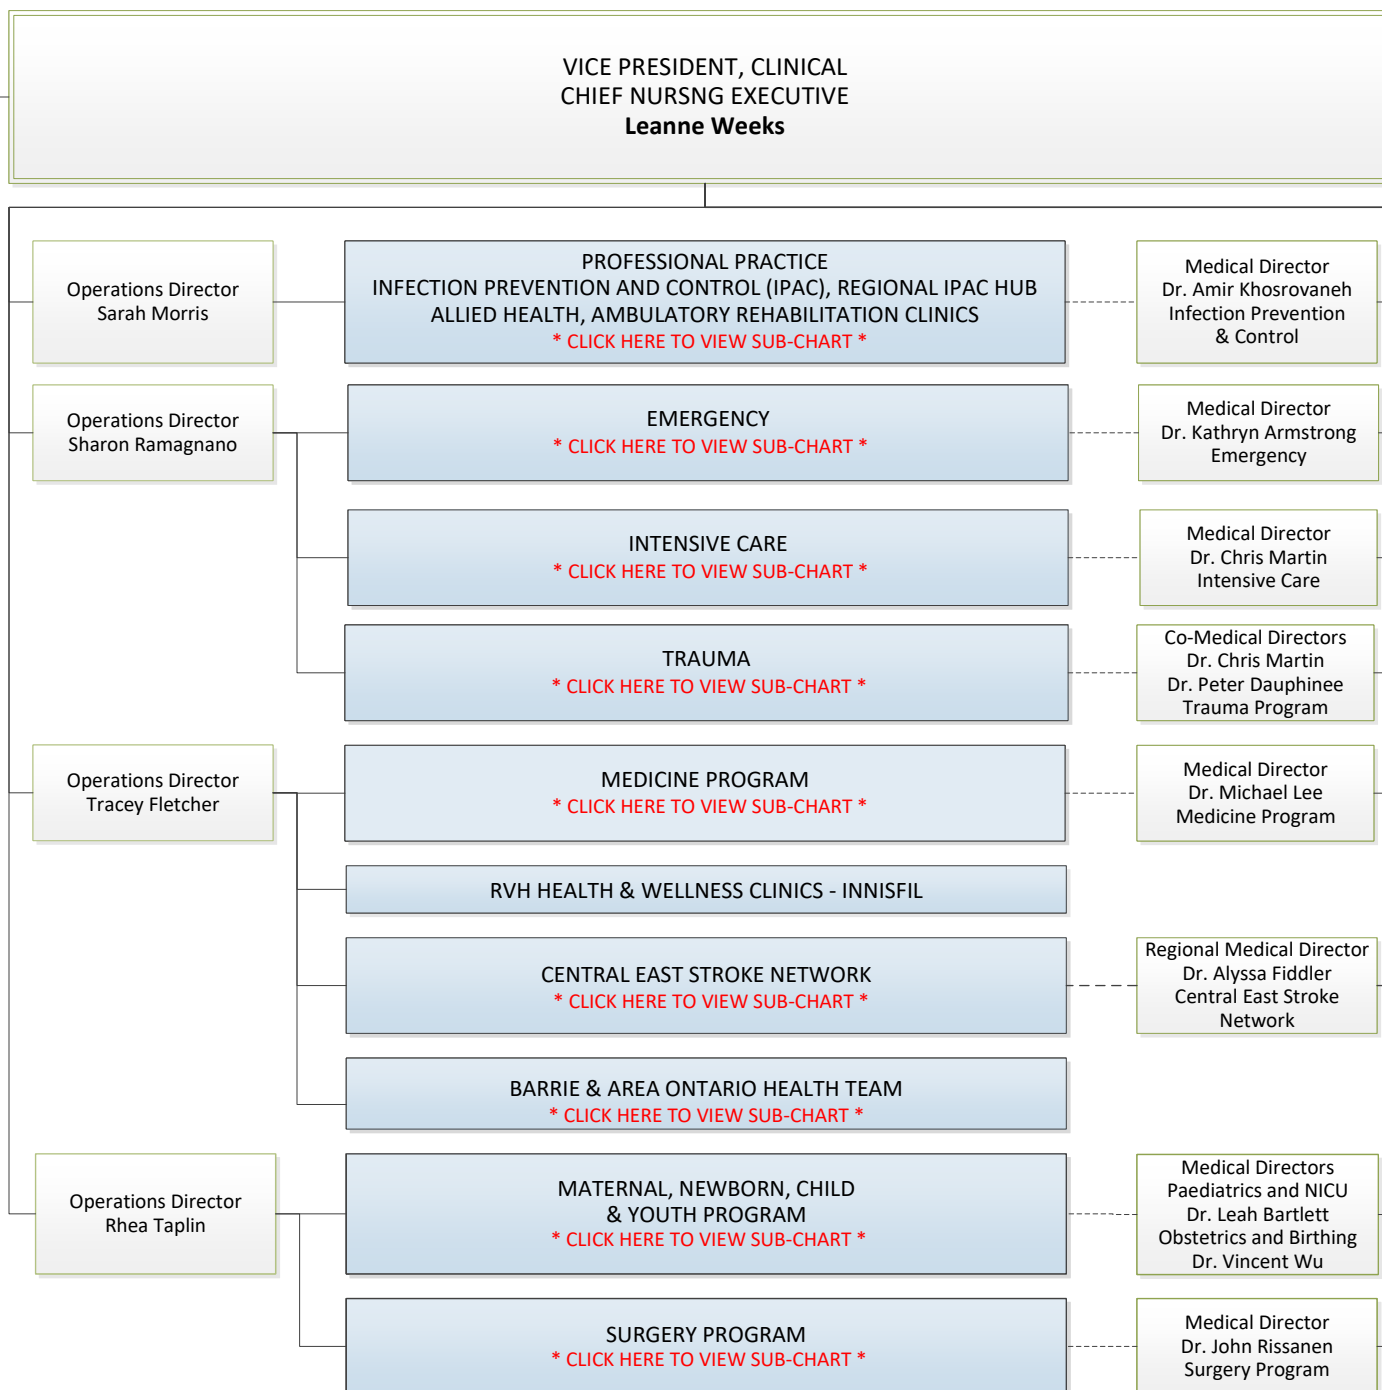 VICE PRESIDENT, CLINICAL
CHIEF NURSNG EXECUTIVE
Leanne Weeks
Operations Director
Sarah Morris
PROFESSIONAL PRACTICE
INFECTION PREVENTION AND CONTROL (IPAC), REGIONAL IPAC HUB
ALLIED HEALTH, AMBULATORY REHABILITATION CLINICS
* CLICK HERE TO VIEW SUB-CHART *
Medical Director
Dr. Amir Khosrovaneh
Infection Prevention
& Control
Operations Director
Sharon Ramagnano
EMERGENCY
* CLICK HERE TO VIEW SUB-CHART *
Medical Director
Dr. Kathryn Armstrong
Emergency
INTENSIVE CARE
* CLICK HERE TO VIEW SUB-CHART *
Medical Director
Dr. Chris Martin
Intensive Care
TRAUMA
* CLICK HERE TO VIEW SUB-CHART *
Co-Medical Directors
Dr. Chris Martin
Dr. Peter Dauphinee
Trauma Program
Operations Director
Tracey Fletcher
MEDICINE PROGRAM
* CLICK HERE TO VIEW SUB-CHART *
Medical Director
Dr. Michael Lee
Medicine Program
RVH HEALTH & WELLNESS CLINICS - INNISFIL
CENTRAL EAST STROKE NETWORK
* CLICK HERE TO VIEW SUB-CHART *
Regional Medical Director
Dr. Alyssa Fiddler
Central East Stroke
Network
BARRIE & AREA ONTARIO HEALTH TEAM
* CLICK HERE TO VIEW SUB-CHART *
Operations Director
Rhea Taplin
MATERNAL, NEWBORN, CHILD
& YOUTH PROGRAM
* CLICK HERE TO VIEW SUB-CHART *
Medical Directors
Paediatrics and NICU
Dr. Leah Bartlett
Obstetrics and Birthing
Dr. Vincent Wu
SURGERY PROGRAM
* CLICK HERE TO VIEW SUB-CHART *
Medical Director
Dr. John Rissanen
Surgery Program